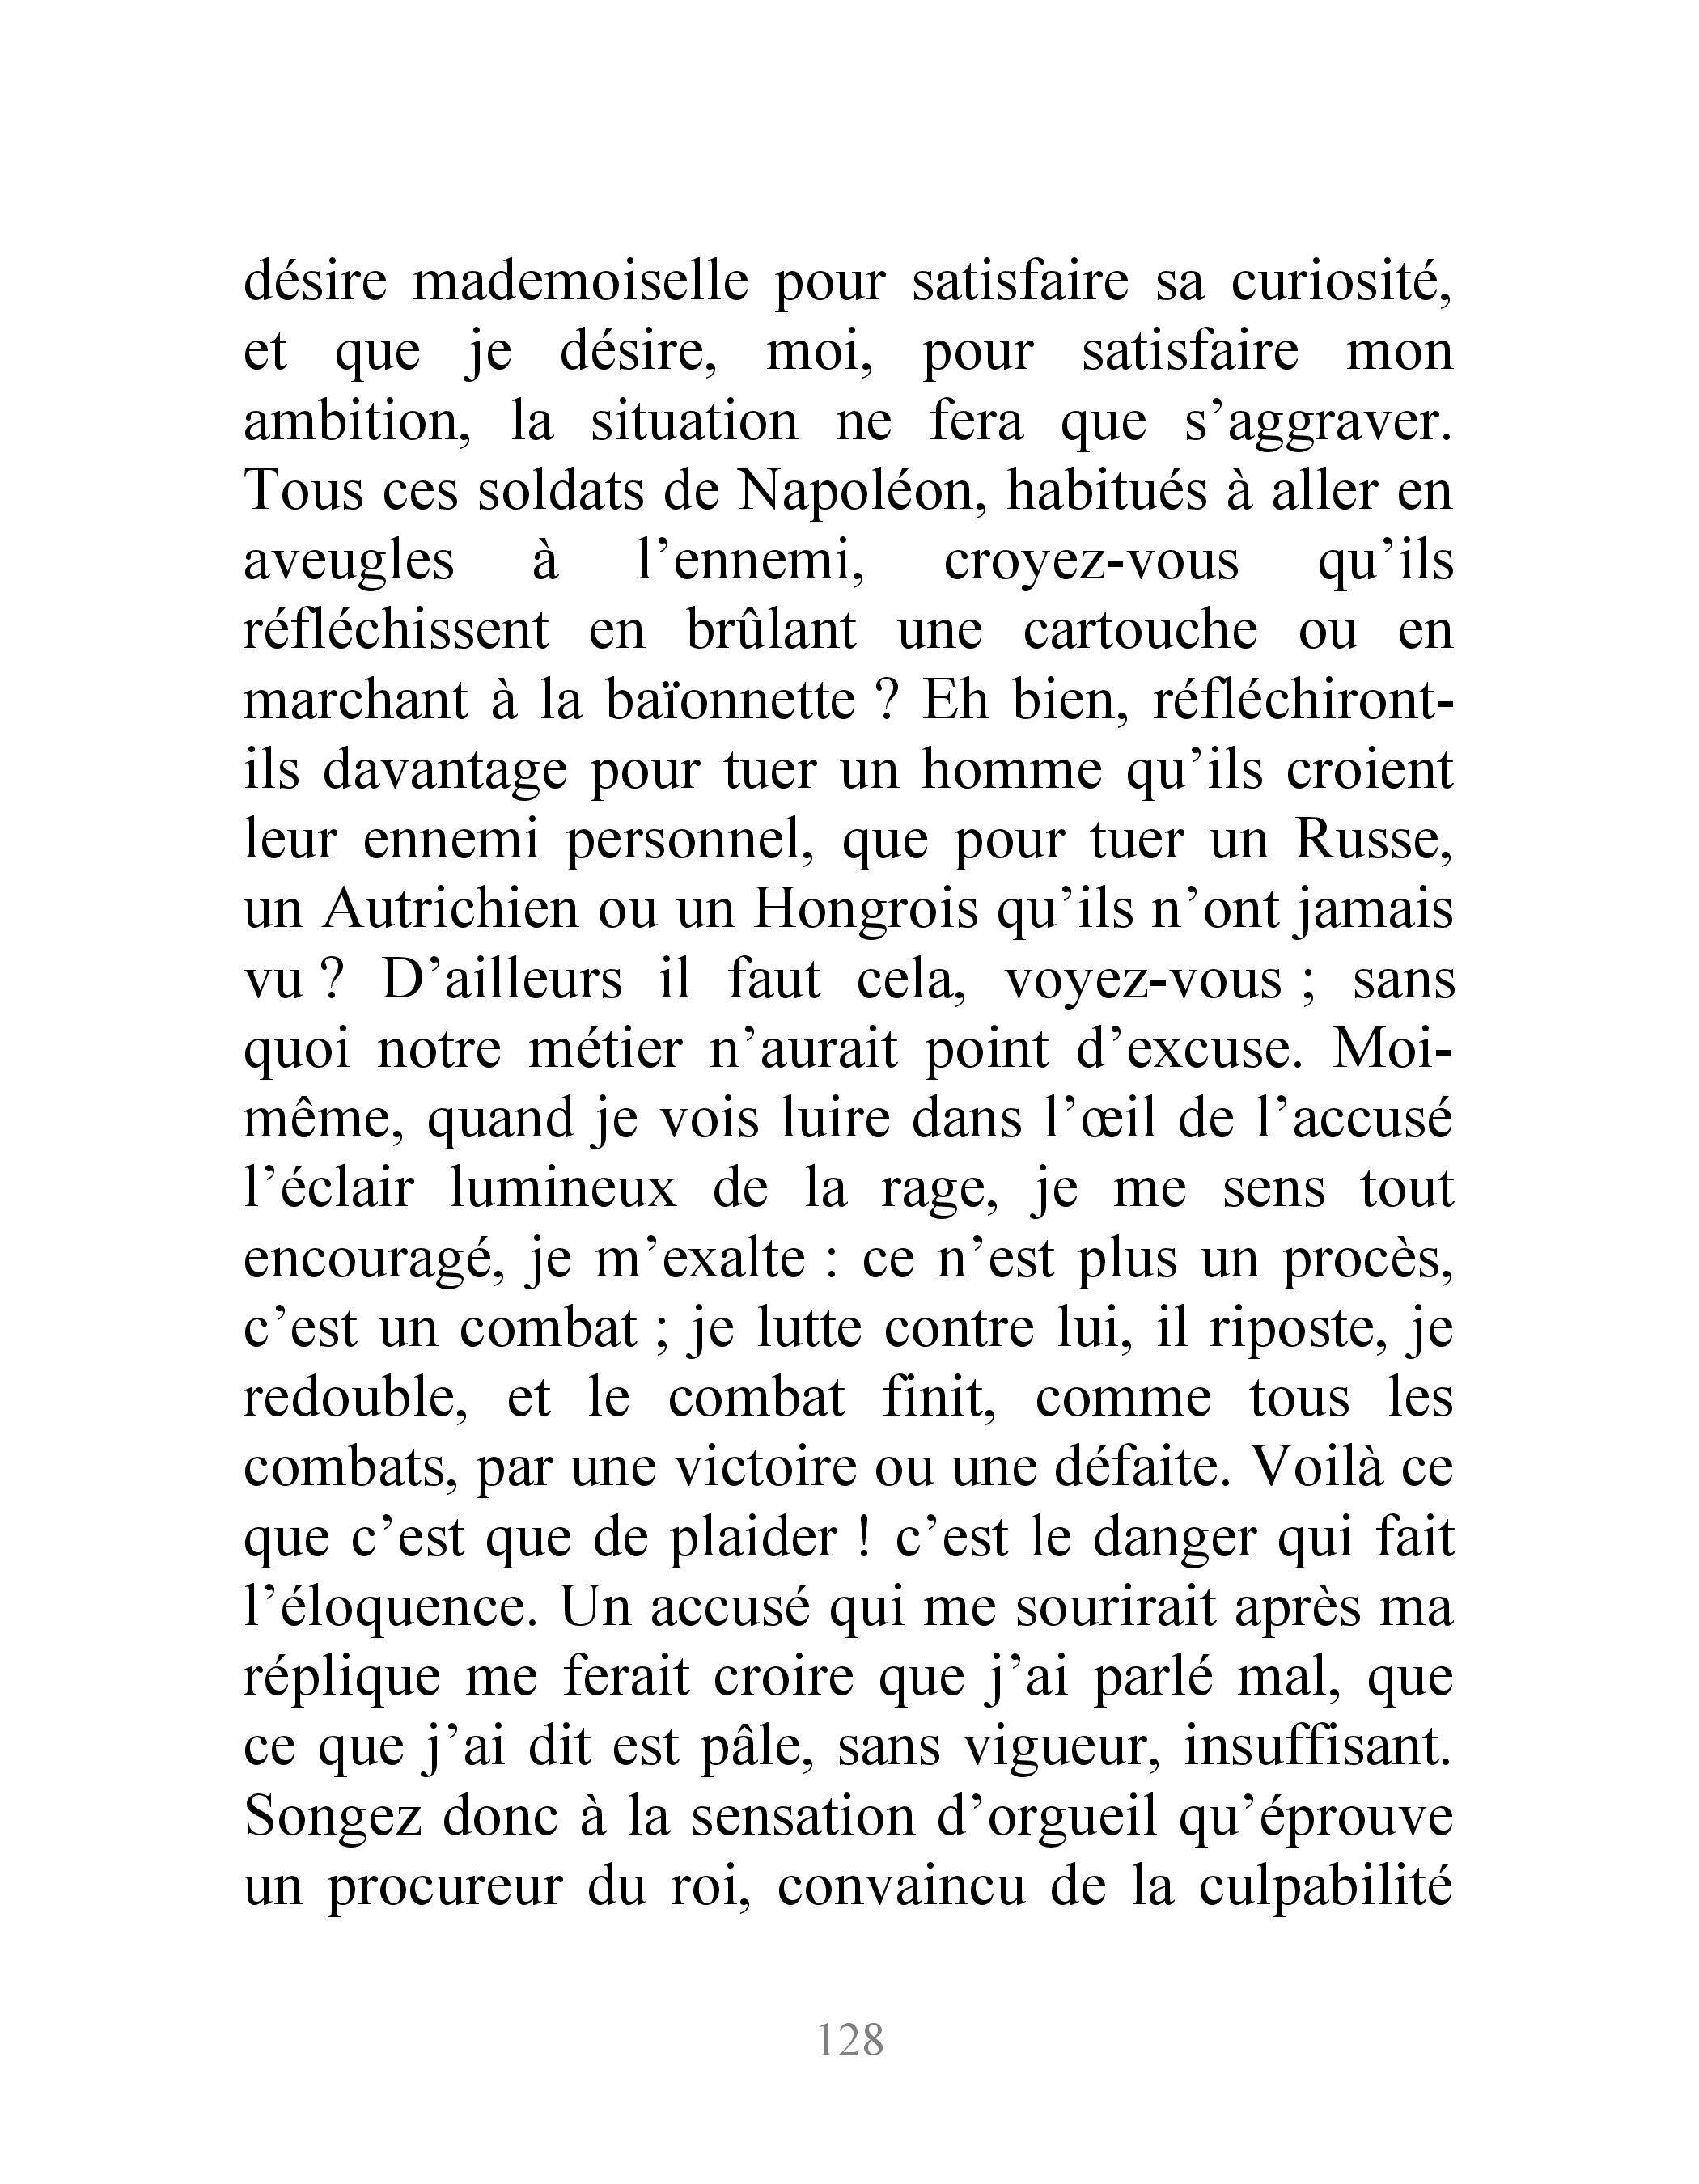 désire mademoiselle pour satisfaire sa curiosité,
et que je désire, moi, pour satisfaire mon
ambition, la situation ne fera que s’aggraver.
Tous ces soldats de Napoléon, habitués à aller en
aveugles à l’ennemi, croyez-vous qu’ils
réfléchissent en brûlant une cartouche ou en
marchant à la baïonnette ? Eh bien, réfléchiront-
ils davantage pour tuer un homme qu’ils croient
leur ennemi personnel, que pour tuer un Russe,
un Autrichien ou un Hongrois qu’ils n’ont jamais
vu ? D’ailleurs il faut cela, voyez-vous ; sans
quoi notre métier n’aurait point d’excuse. Moi-
même, quand je vois luire dans l’œil de l’accusé
l’éclair lumineux de la rage, je me sens tout
encouragé, je m’exalte : ce n’est plus un procès,
c’est un combat ; je lutte contre lui, il riposte, je
redouble, et le combat finit, comme tous les
combats, par une victoire ou une défaite. Voilà ce
que c’est que de plaider ! c’est le danger qui fait
l’éloquence. Un accusé qui me sourirait après ma
réplique me ferait croire que j’ai parlé mal, que
ce que j’ai dit est pâle, sans vigueur, insuffisant.
Songez donc à la sensation d’orgueil qu’éprouve
un procureur du roi, convaincu de la culpabilité
128